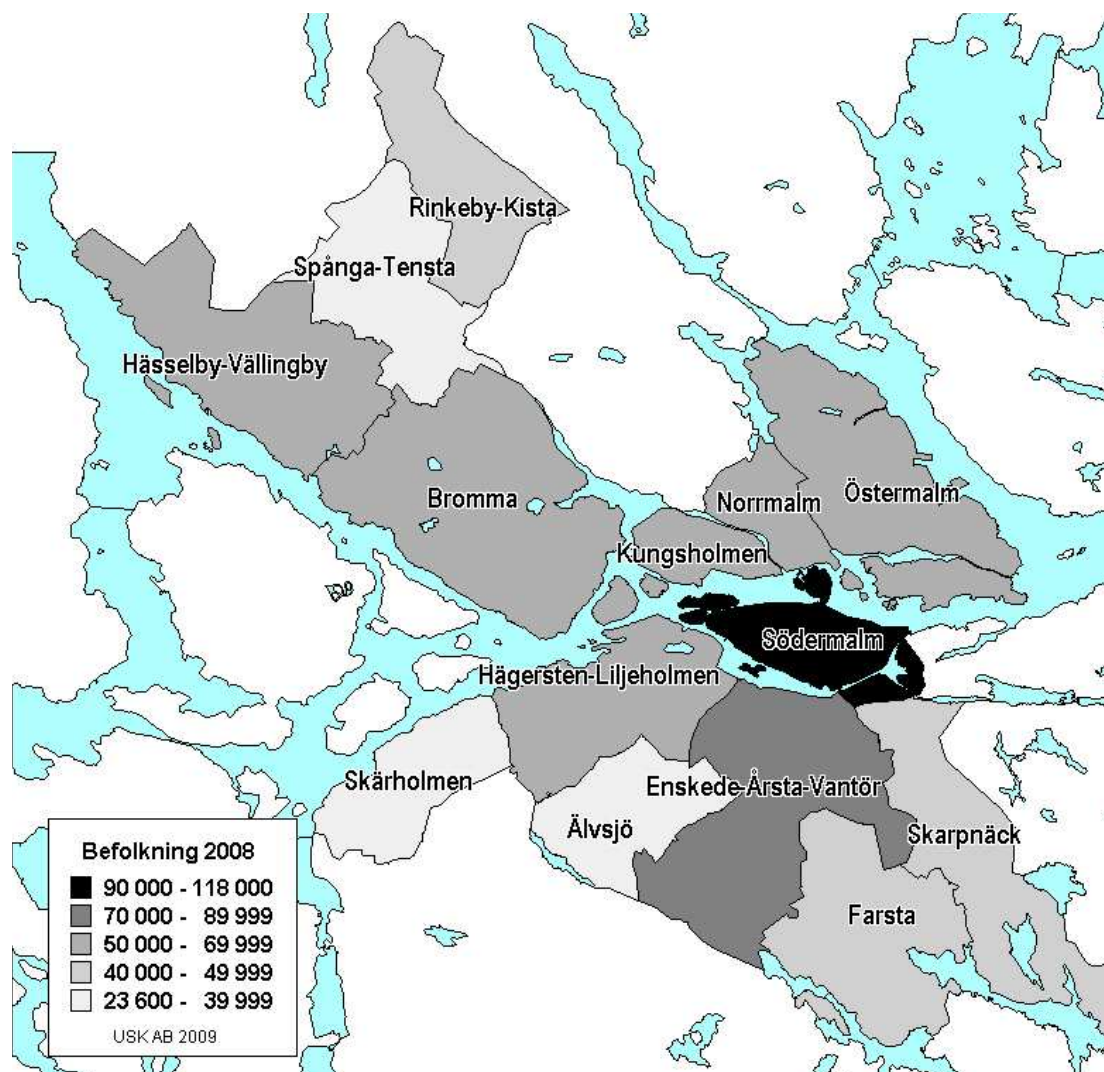 Rinkeby-Kista
Spånga-Tensta
Hässelby-Vällingby
Bromma
Norrmalm
Östermalm
Kungsholmen
Södermalm
Hägersten-Liljeholmen
Skärholmen
Enskede-Årsta-Vantör
Älvsjö
Skarpnäck
Farsta
Befolkning 2008
90 000 - 118 000
70 000 - 89 999
50 000 - 69 999
40 000 - 49 999
23 600 - 39 999
USK AB 2009